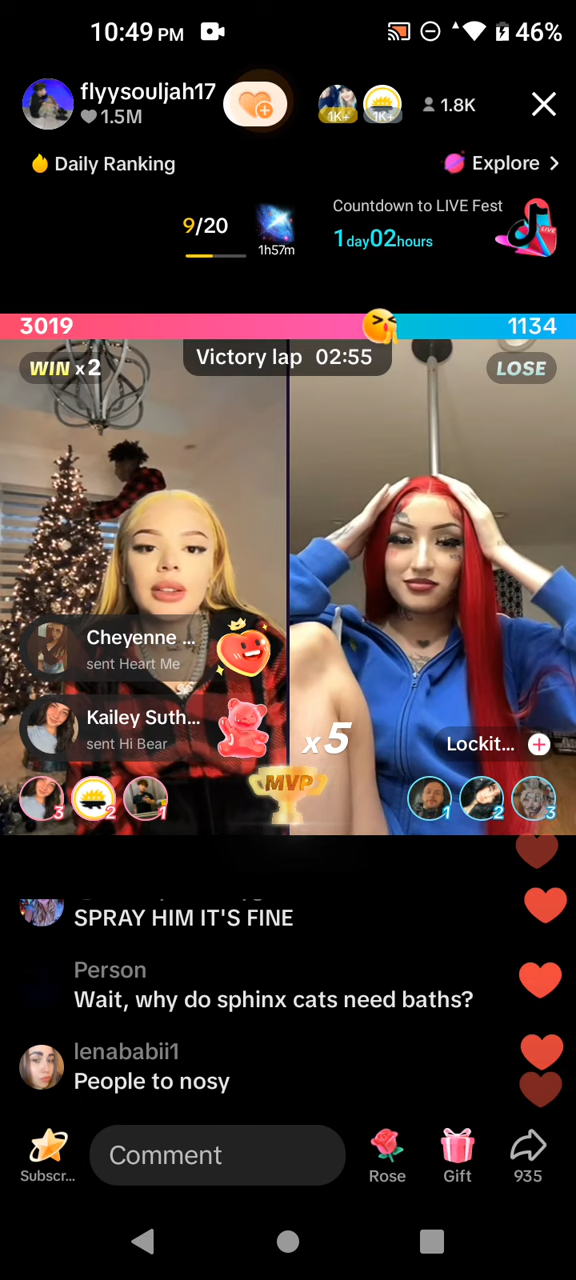 10:49 PM
46%
flyysouljah17
1.5M
1K+
1K+
1.8K
Daily Ranking
Explore
9/20
1h57m
Countdown to LIVE Fest
1day02hours
LIVE
3019
1134
Victory lap 02:55
WIN x2
LOSE
Cheyenne ...
sent Heart Me
Kailey Suth...
sent Hi Bear
x5
Lockit...
MVP
3
2
1
1
2
3
SPRAY HIM IT'S FINE
Person
Wait, why do sphinx cats need baths?
lenababii1
People to nosy
Subscr...
Comment
Rose
Gift
935